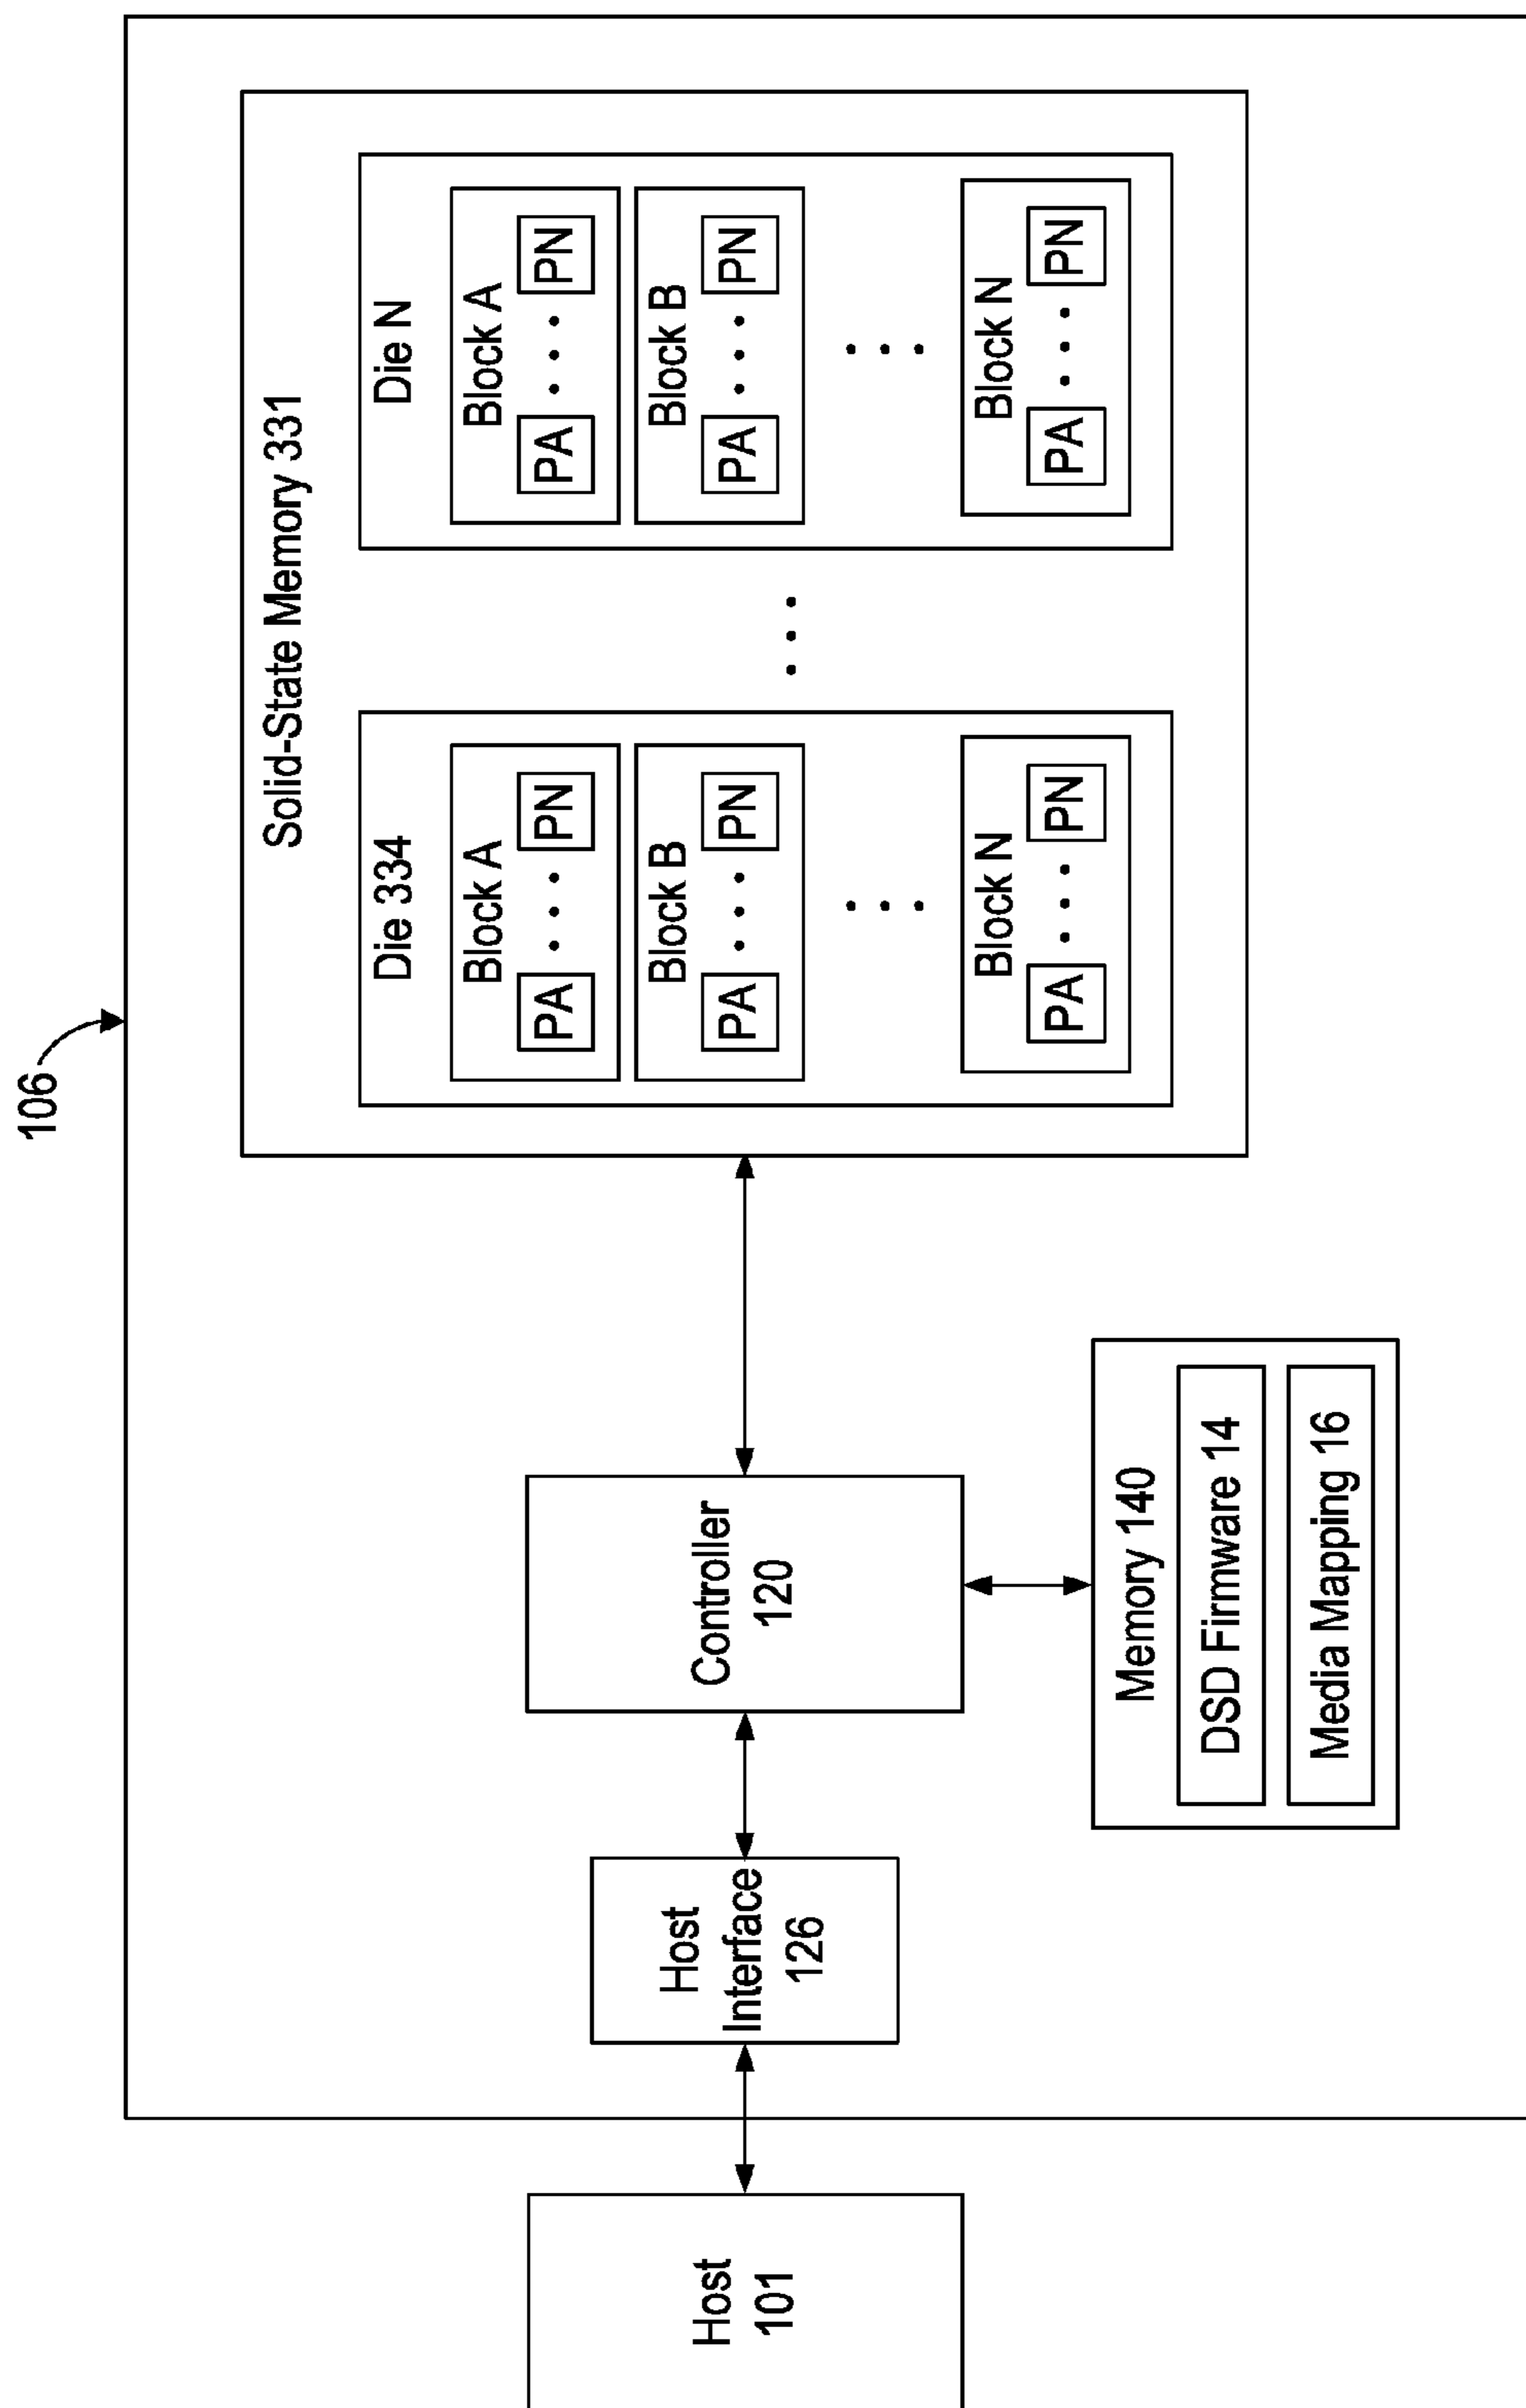 106
Host
101
Host
Interface
126
Controller
120
Memory 140
DSD Firmware 14
Media Mapping 16
Solid-State Memory 331
Die 334
Block A
PA PN
Block B
PA PN
Block N
PA PN
Die N
Block A
PA PN
Block B
PA PN
Block N
PA PN